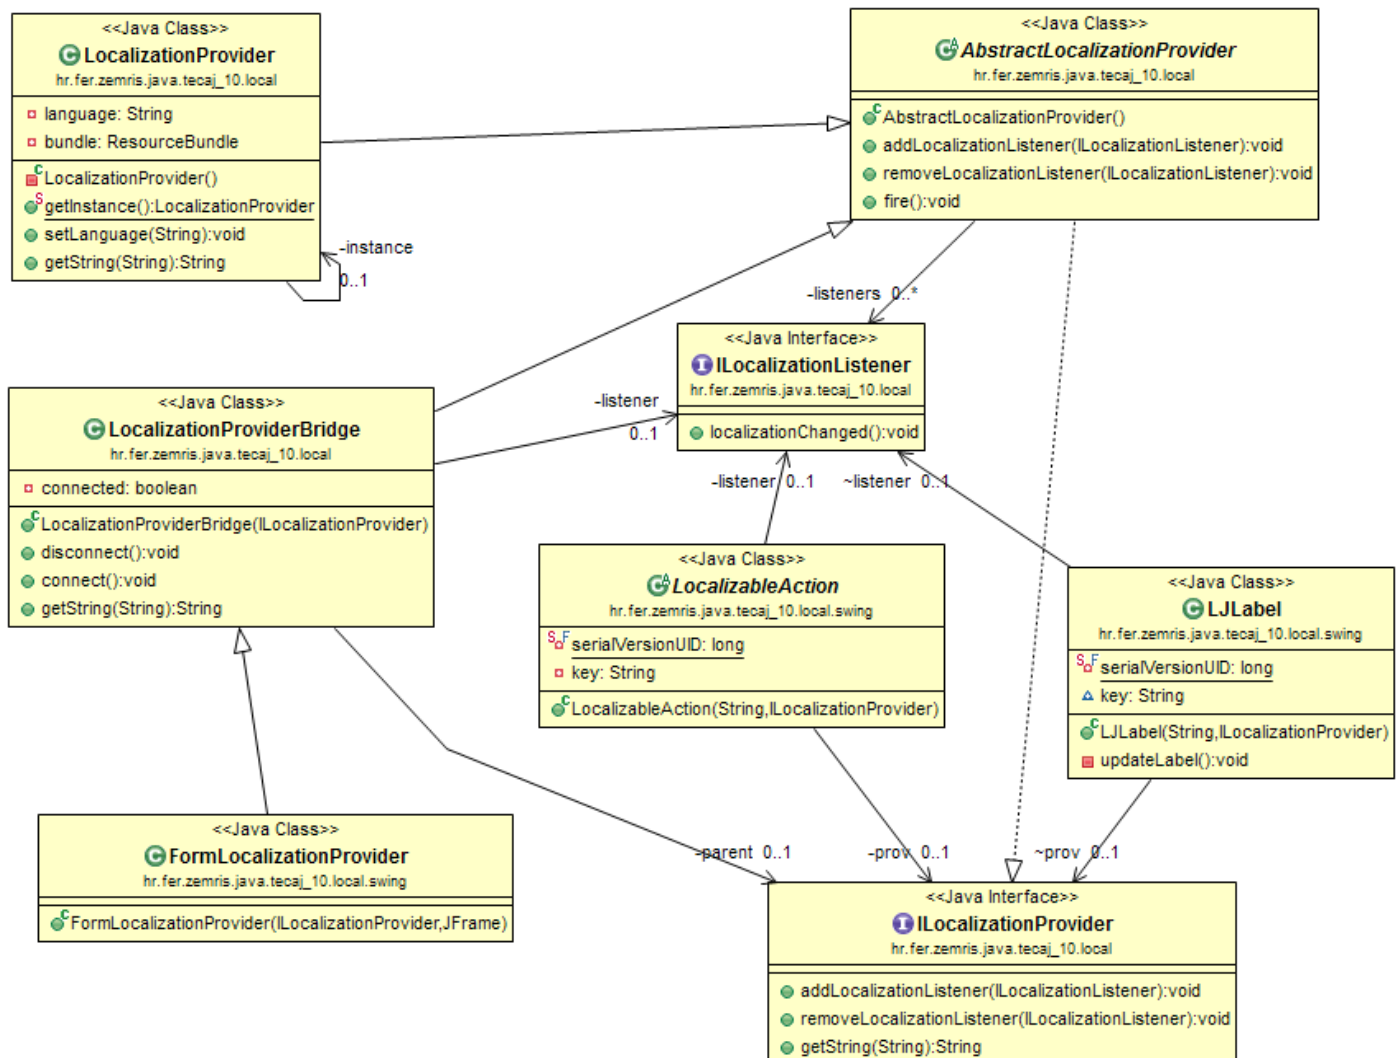 <<Java Class>>
LocalizationProvider
hr.fer.zemris.java.tecaj_10.local
language: String
bundle: ResourceBundle
LocalizationProvider()
getInstance():LocalizationProvider
setLanguage(String):void
getString(String):String
-instance
0..1
<<Java Class>>
AbstractLocalizationProvider
hr.fer.zemris.java.tecaj_10.local
AbstractLocalizationProvider()
addLocalizationListener(ILocalizationListener):void
removeLocalizationListener(ILocalizationListener):void
fire():void
-listeners 0..*
<<Java Interface>>
ILocalizationListener
hr.fer.zemris.java.tecaj_10.local
localizationChanged():void
<<Java Class>>
LocalizationProviderBridge
hr.fer.zemris.java.tecaj_10.local
connected: boolean
LocalizationProviderBridge(ILocalizationProvider)
disconnect():void
connect():void
getString(String):String
-listener
0..1
-listener 0..1
~listener 0..1
<<Java Class>>
LocalizableAction
hr.fer.zemris.java.tecaj_10.local.swing
serialVersionUID: long
key: String
LocalizableAction(String,ILocalizationProvider)
<<Java Class>>
LJLabel
hr.fer.zemris.java.tecaj_10.local.swing
serialVersionUID: long
key: String
LJLabel(String,ILocalizationProvider)
updateLabel():void
<<Java Class>>
FormLocalizationProvider
hr.fer.zemris.java.tecaj_10.local.swing
FormLocalizationProvider(ILocalizationProvider,JFrame)
-parent 0..1
-prov 0..1
~prov 0..1
<<Java Interface>>
ILocalizationProvider
hr.fer.zemris.java.tecaj_10.local
addLocalizationListener(ILocalizationListener):void
removeLocalizationListener(ILocalizationListener):void
getString(String):String